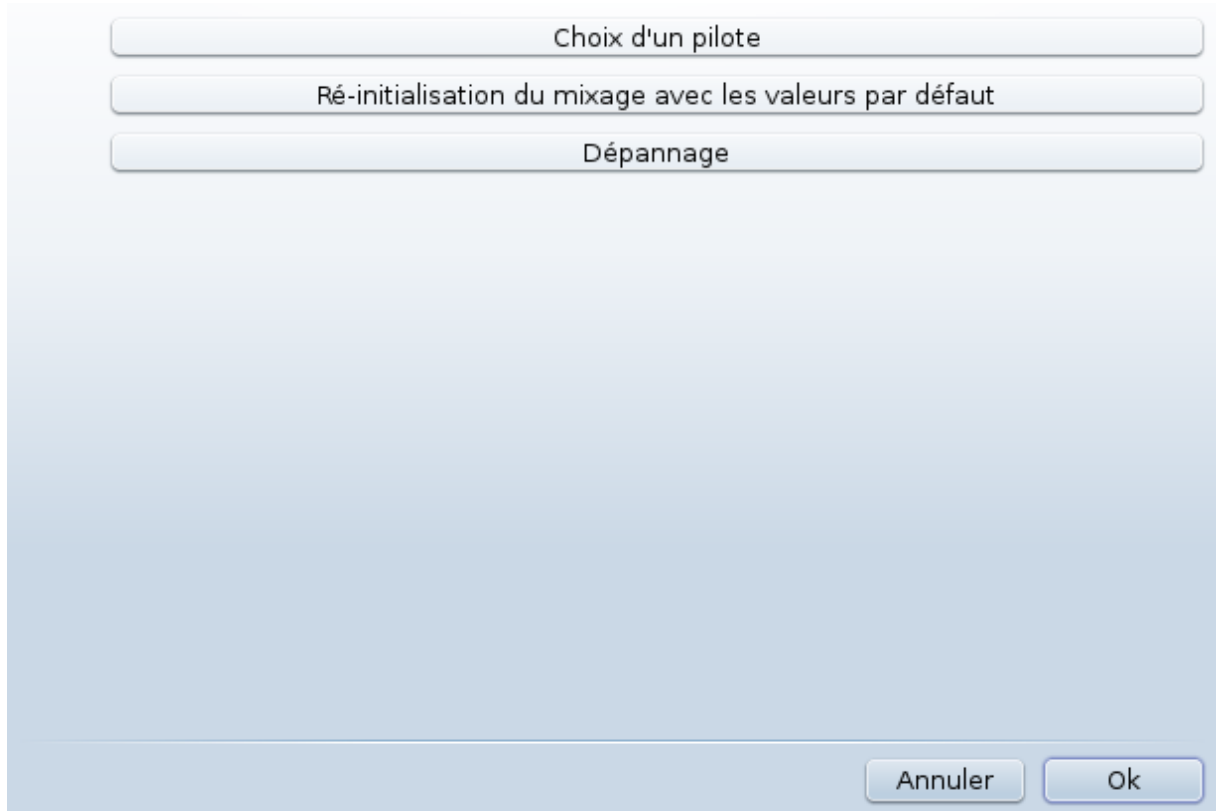 Choix d'un pilote
Ré-initialisation du mixage avec les valeurs par défaut
Dépannage
Annuler
Ok